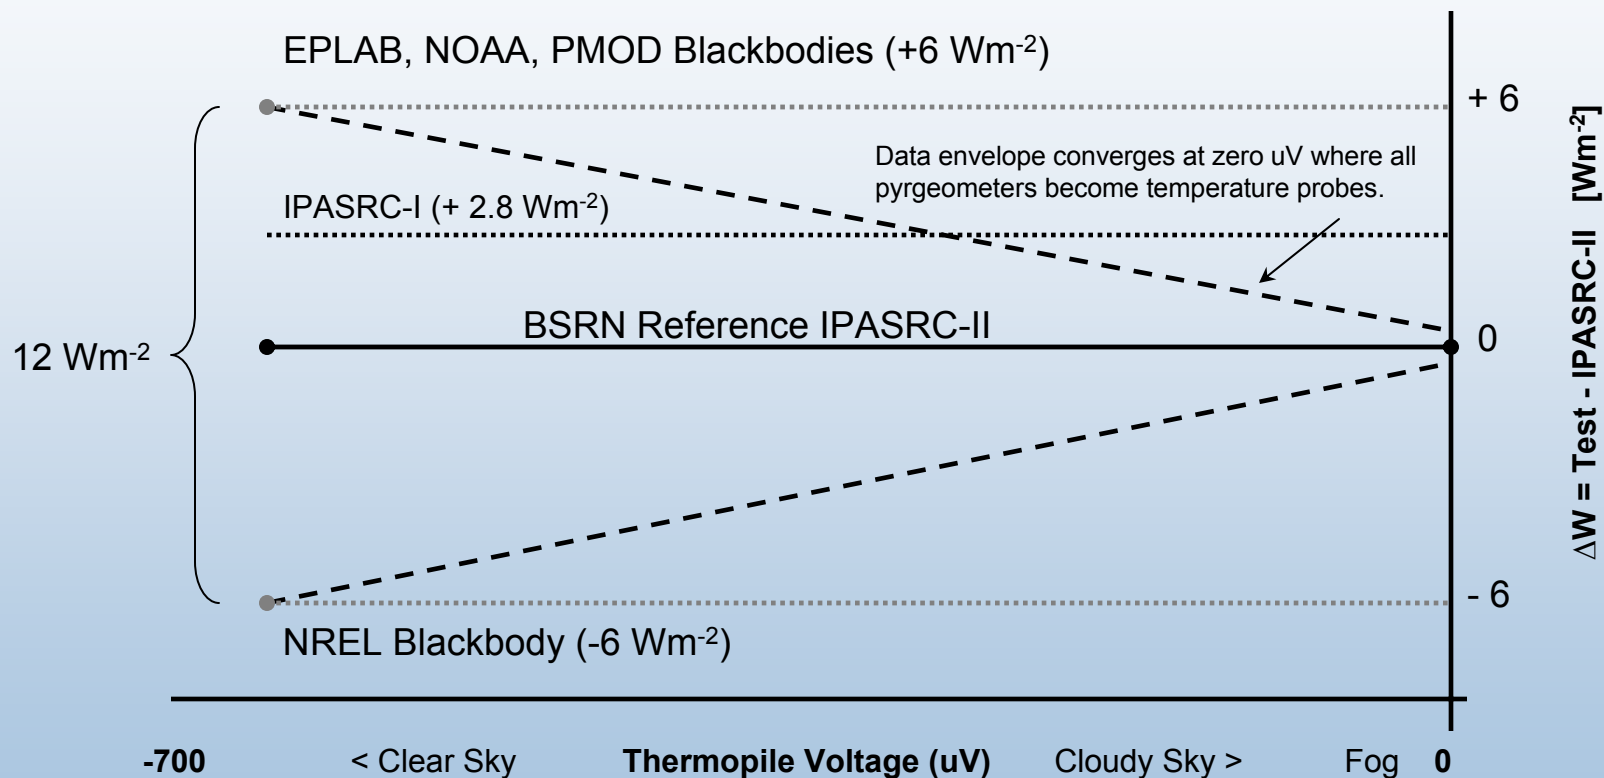 EPLAB, NOAA, PMOD Blackbodies (+6 Wm-2)
+ 6
Data envelope converges at zero uV where all
pyrgeometers become temperature probes.
IPASRC-I (+ 2.8 Wm-2)
BSRN Reference IPASRC-II
0
12 Wm-2
ΔW = Test - IPASRC-II [Wm-2]
- 6
NREL Blackbody (-6 Wm-2)
-700 < Clear Sky Thermopile Voltage (uV) Cloudy Sky > Fog 0